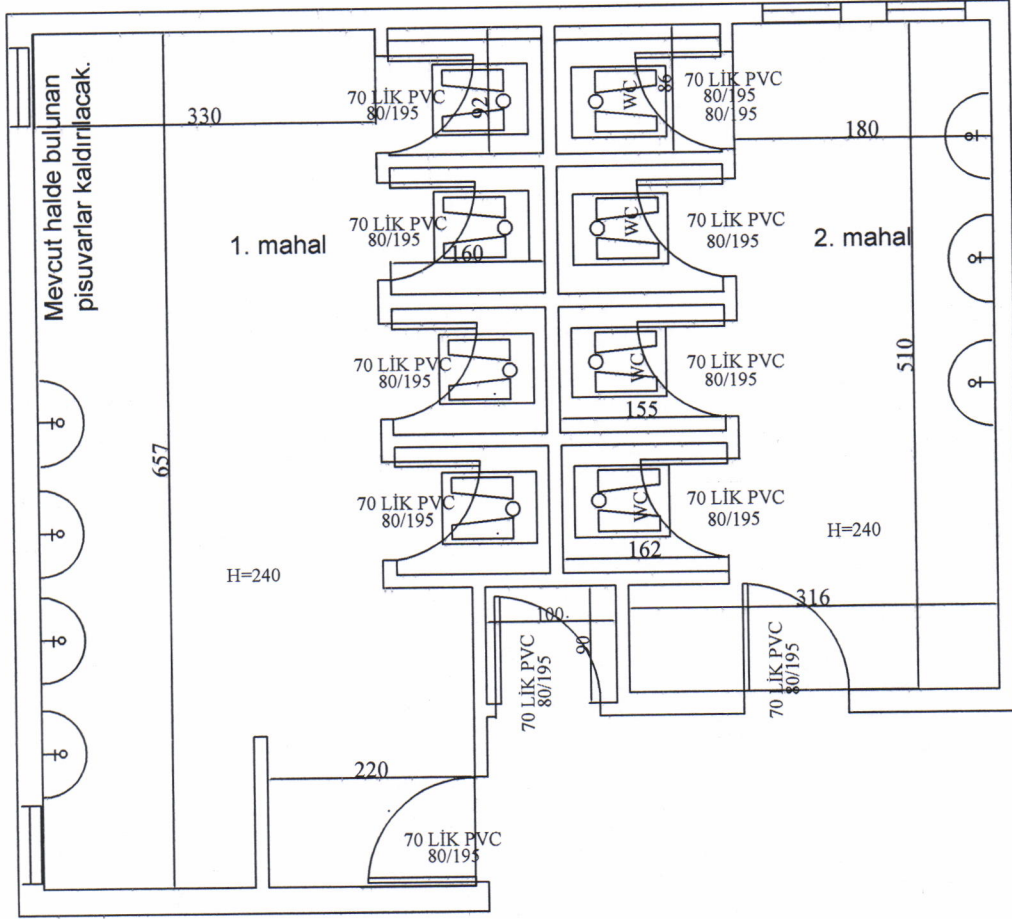 Mevcut halde bulunan
pisuvarlar kaldırılacak.
330
70 LİK PVC
80/195
92
WC
86
70 LİK PVC
80/195
80/195
180
1. mahal
70 LİK PVC
80/195
160
WC
70 LİK PVC
80/195
2. mahal
657
70 LİK PVC
80/195
WC
155
70 LİK PVC
80/195
510
70 LİK PVC
80/195
WC
162
70 LİK PVC
80/195
H=240
H=240
100
90
70 LİK PVC
80/195
316
70 LİK PVC
80/195
220
70 LİK PVC
80/195